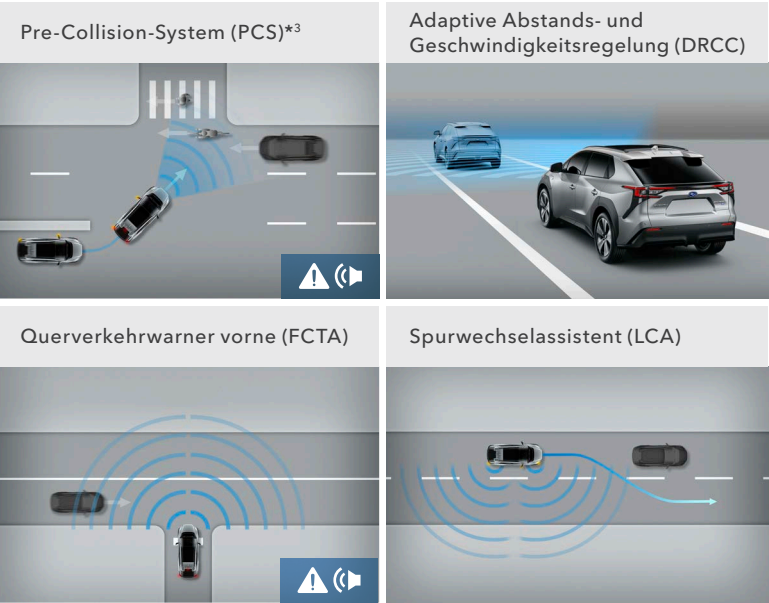 Pre-Collision-System (PCS)*³
Adaptive Abstands- und
Geschwindigkeitsregelung (DRCC)
Querverkehrwarner vorne (FCTA)
Spurwechselassistent (LCA)